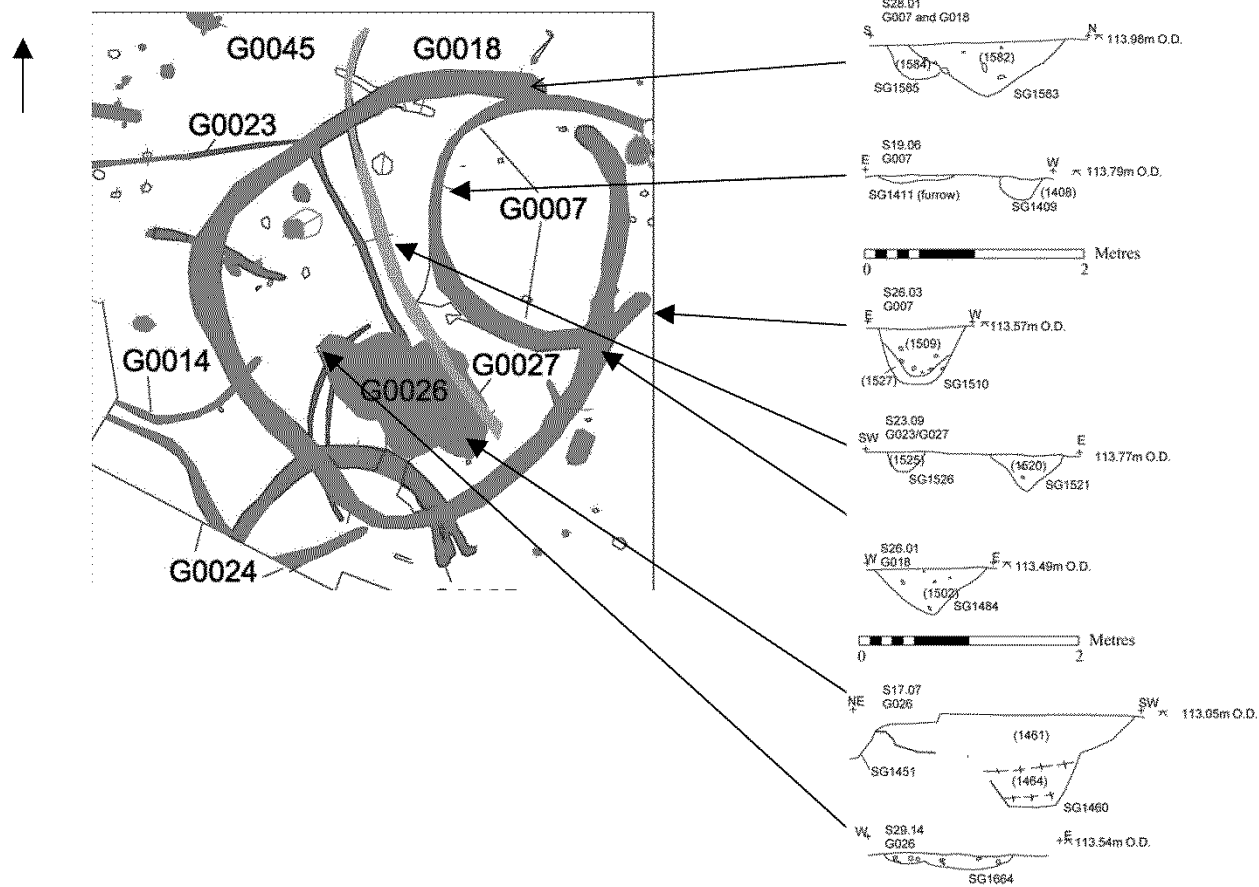 G0045
G0018
G0023
G0007
G0014
G0027
G0026
G0024
S28.01
G007 and G018
S
N
113.98m O.D.
(1584)
(1582)
SG1585
SG1583
S19.06
G007
E
W
113.79m O.D.
SG1411 (furrow)
(1408)
SG1409
Metres
0
2
S26.03
G007
E
W
113.57m O.D.
(1509)
(1527)
SG1510
S23.09
G023/G027
SW
E
113.77m O.D.
(1525)
(1520)
SG1526
SG1521
S26.01
G018
W
E
113.49m O.D.
(1502)
SG1484
Metres
0
2
S17.07
G026
NE
SW
113.05m O.D.
(1461)
SG1451
(1464)
SG1460
S29.14
G026
W
E
113.54m O.D.
SG1664